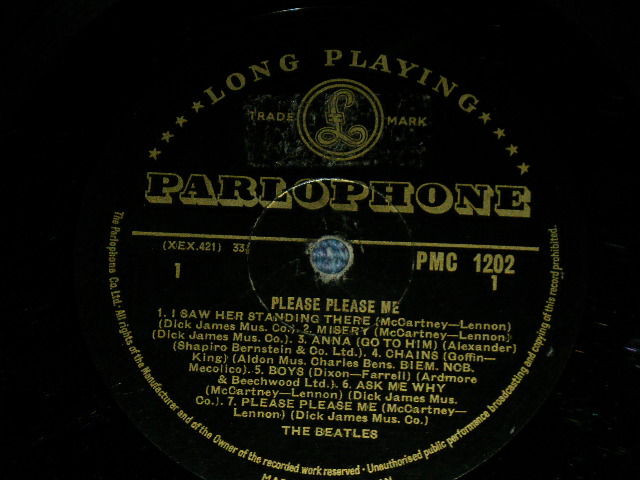 LONG PLAYING
TRADE MARK
PARLOPHONE
(XEX.421) 33
1
PMC 1202
1
PLEASE PLEASE ME
1. I SAW HER STANDING THERE (McCartney—Lennon)
(Dick James Mus. Co.). 2. MISERY (McCartney—Lennon)
(Dick James Mus. Co.). 3. ANNA (GO TO HIM) (Alexander)
(Shapiro Bernstein & Co. Ltd.). 4. CHAINS (Goffin—
King) (Aldon Mus. Charles Bens. BIEM. NCB.
Mecolico). 5. BOYS (Dixon—Farrell) (Ardmore
& Beechwood Ltd.). 6. ASK ME WHY
(McCartney—Lennon) (Dick James Mus.
Co.). 7. PLEASE PLEASE ME (McCartney—
Lennon) (Dick James Mus. Co.)
THE BEATLES
The Parlophone Co. Ltd. All rights of the Manufacturer and of the Owner of the recorded work reserved · Unauthorised public performance broadcasting and copying of this record prohibited.